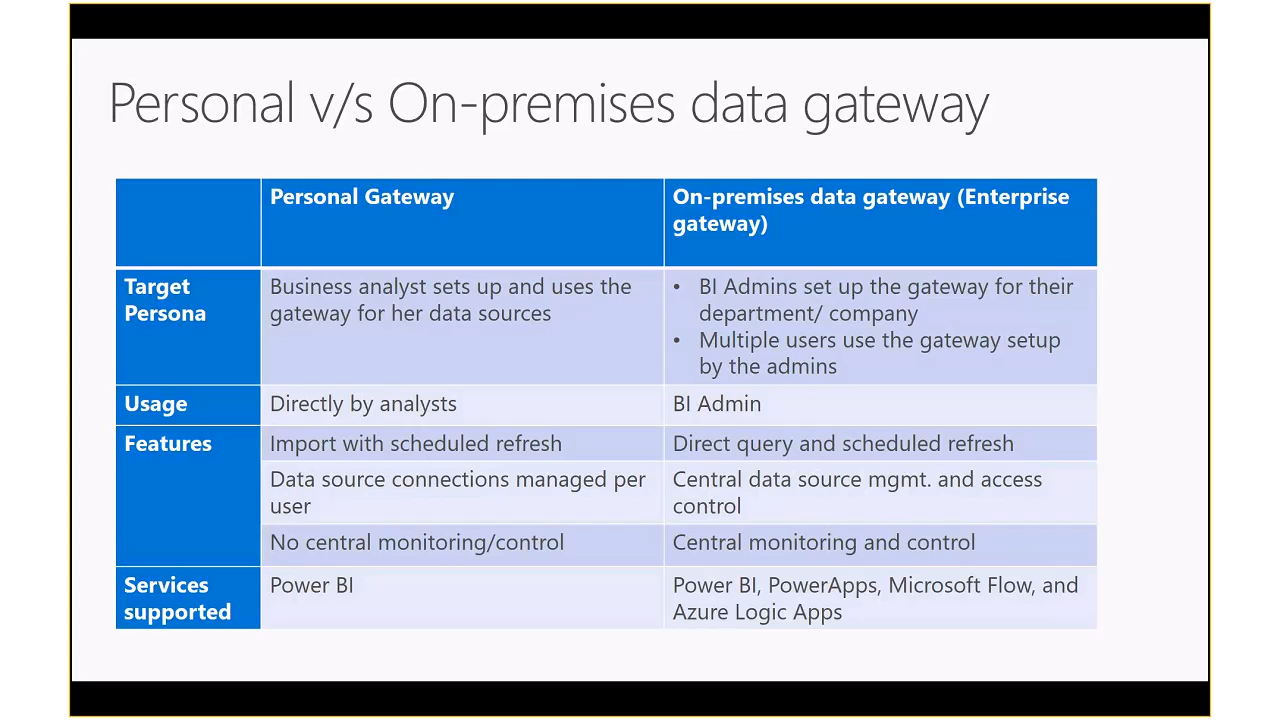 Personal v/s On-premises data gateway
Personal Gateway
On-premises data gateway (Enterprise
gateway)
Target
Persona
Business analyst sets up and uses the
gateway for her data sources
• BI Admins set up the gateway for their
department/ company
• Multiple users use the gateway setup
by the admins
Usage
Directly by analysts
BI Admin
Features
Import with scheduled refresh
Direct query and scheduled refresh
Data source connections managed per
user
Central data source mgmt. and access
control
No central monitoring/control
Central monitoring and control
Services
supported
Power BI
Power BI, PowerApps, Microsoft Flow, and
Azure Logic Apps